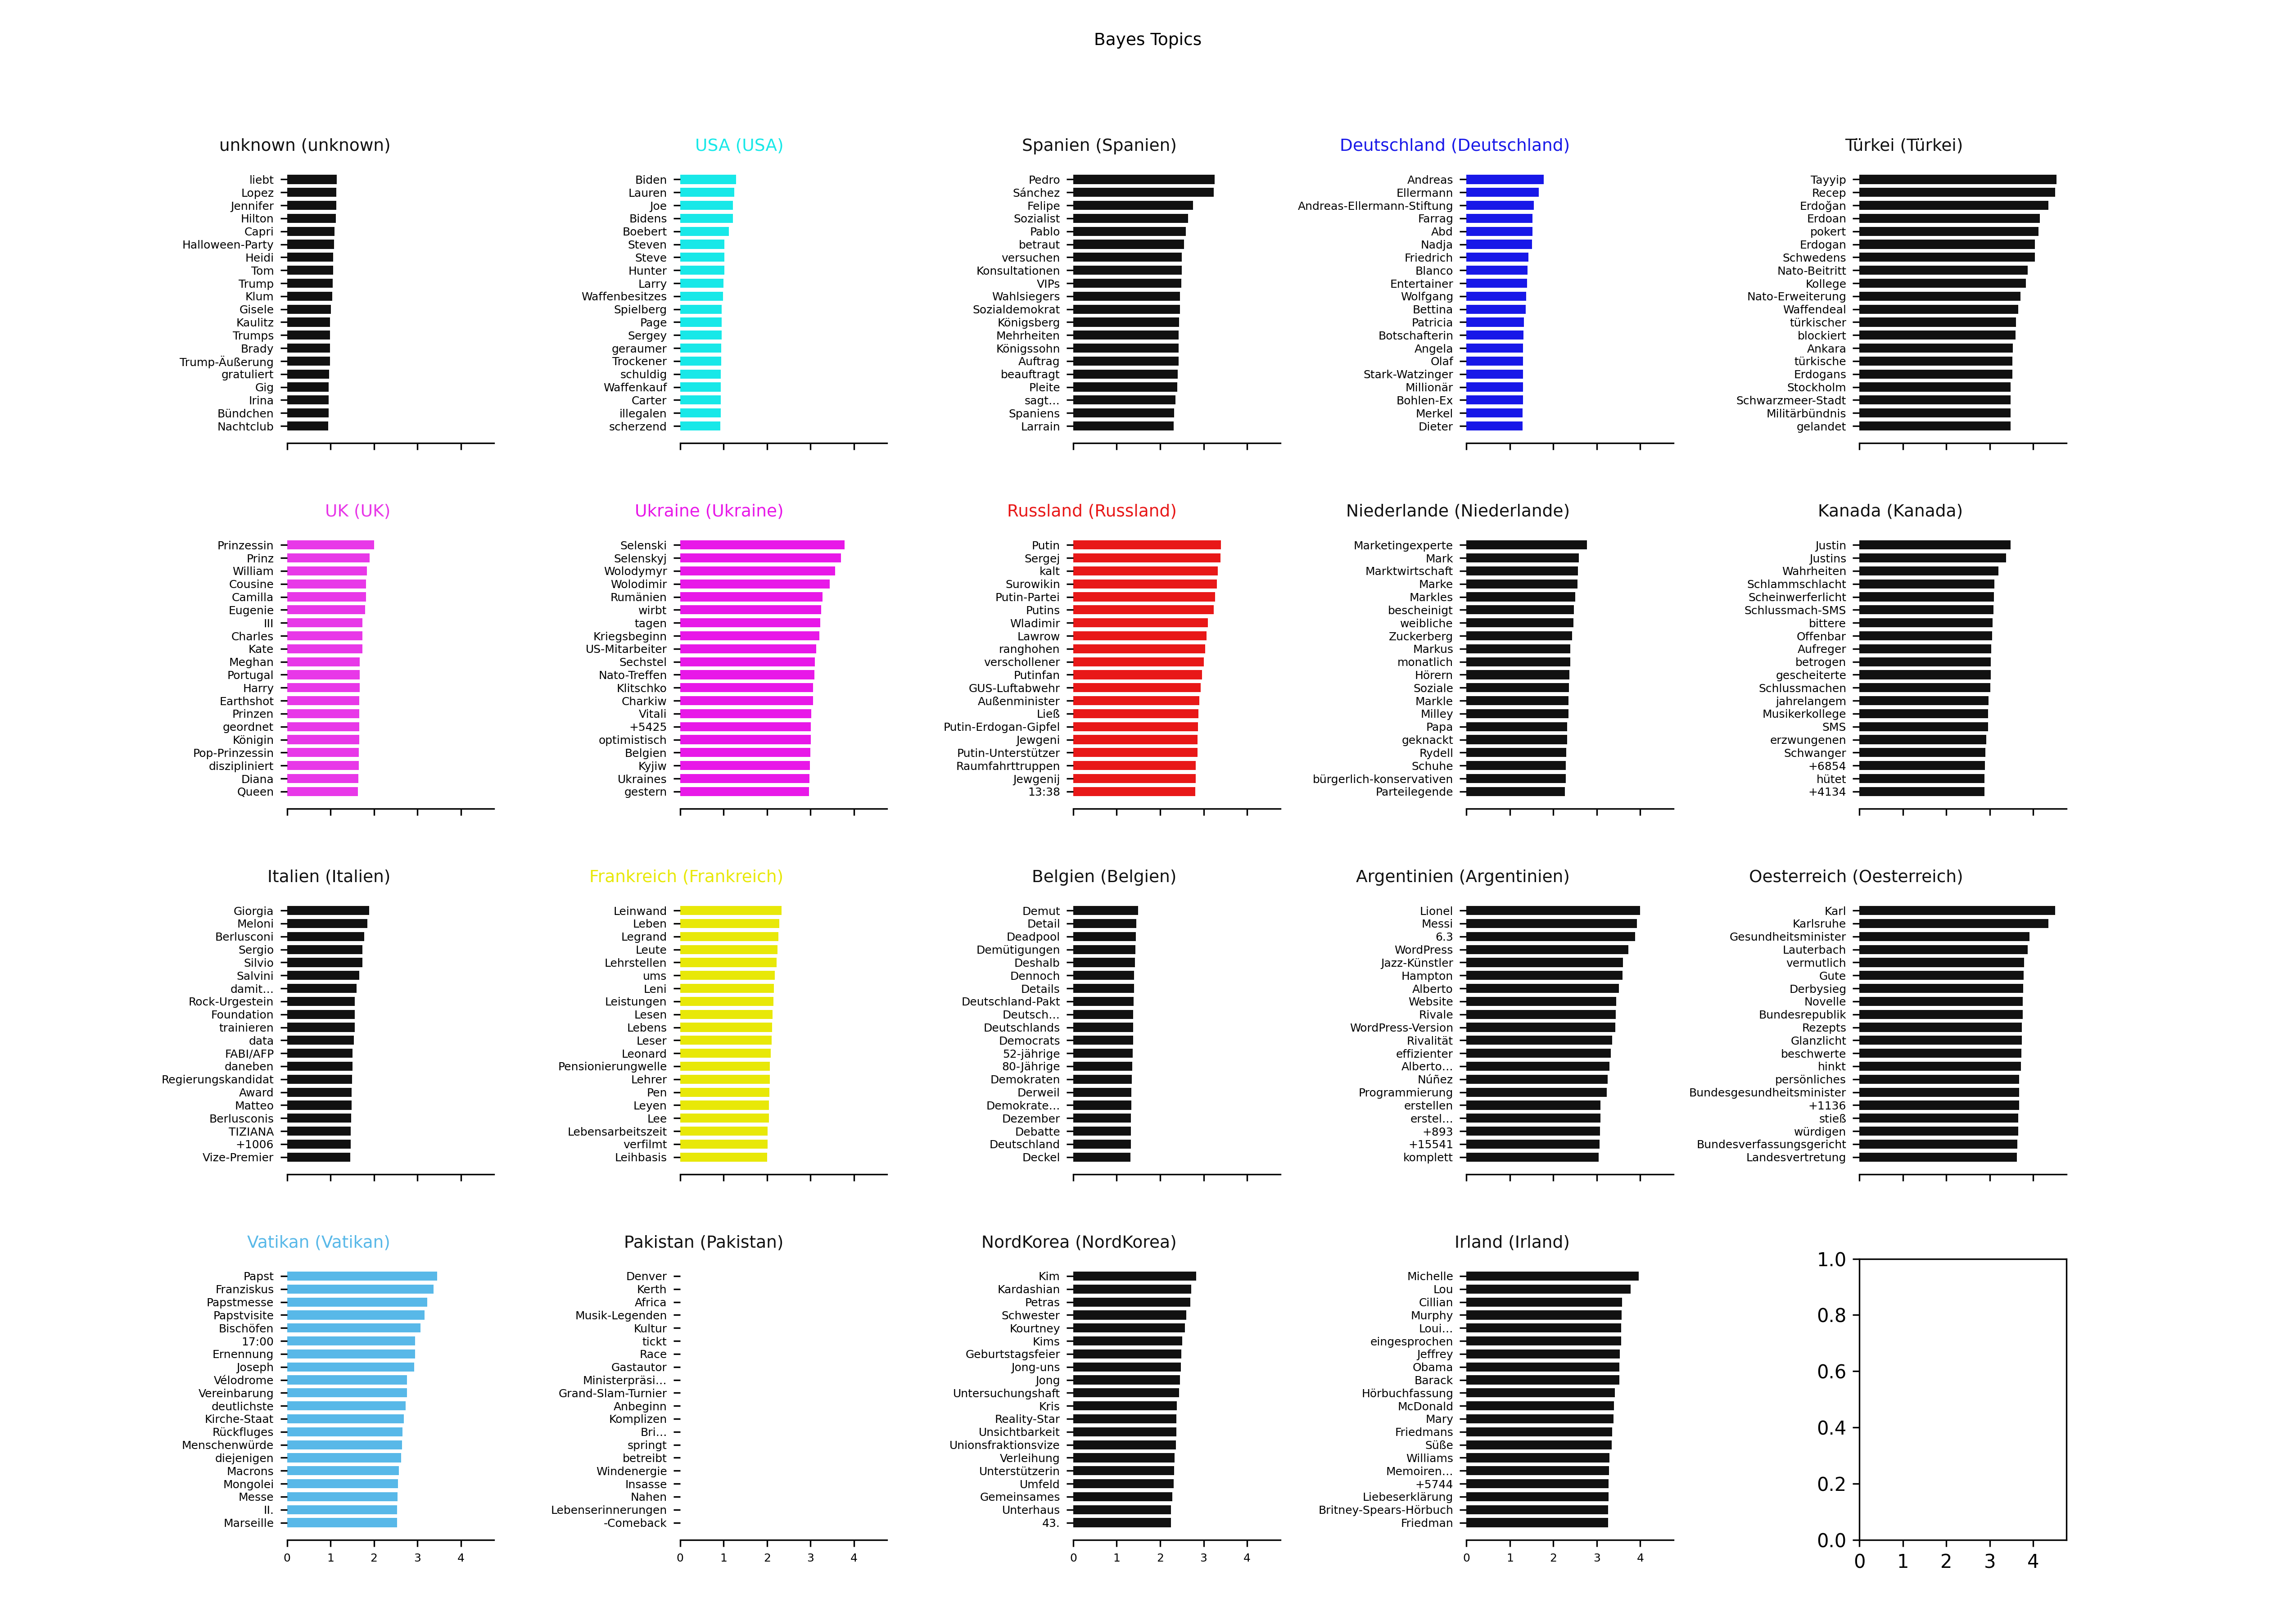 Bayes Topics
unknown (unknown)
liebt
Lopez
Jennifer
Hilton
Capri
Halloween-Party
Heidi
Tom
Trump
Klum
Gisele
Kaulitz
Trumps
Brady
Trump-Äußerung
gratuliert
Gig
Irina
Bündchen
Nachtclub
USA (USA)
Biden
Lauren
Joe
Bidens
Boebert
Steven
Steve
Hunter
Larry
Waffenbesitzes
Spielberg
Page
Sergey
geraumer
Trockener
schuldig
Waffenkauf
Carter
illegalen
scherzend
Spanien (Spanien)
Pedro
Sánchez
Felipe
Sozialist
Pablo
betraut
versuchen
Konsultationen
VIPs
Wahlsiegers
Sozialdemokrat
Königsberg
Mehrheiten
Königssohn
Auftrag
beauftragt
Pleite
sagt...
Spaniens
Larrain
Deutschland (Deutschland)
Andreas
Ellermann
Andreas-Ellermann-Stiftung
Farrag
Abd
Nadja
Friedrich
Blanco
Entertainer
Wolfgang
Bettina
Patricia
Botschafterin
Angela
Olaf
Stark-Watzinger
Millionär
Bohlen-Ex
Merkel
Dieter
Türkei (Türkei)
Tayyip
Recep
Erdoğan
Erdoan
pokert
Erdogan
Schwedens
Nato-Beitritt
Kollege
Nato-Erweiterung
Waffendeal
türkischer
blockiert
Ankara
türkische
Erdogans
Stockholm
Schwarzmeer-Stadt
Militärbündnis
gelandet
UK (UK)
Prinzessin
Prinz
William
Cousine
Camilla
Eugenie
III
Charles
Kate
Meghan
Portugal
Harry
Earthshot
Prinzen
geordnet
Königin
Pop-Prinzessin
diszipliniert
Diana
Queen
Ukraine (Ukraine)
Selenski
Selenskyj
Wolodymyr
Wolodimir
Rumänien
wirbt
tagen
Kriegsbeginn
US-Mitarbeiter
Sechstel
Nato-Treffen
Klitschko
Charkiw
Vitali
+5425
optimistisch
Belgien
Kyjiw
Ukraines
gestern
Russland (Russland)
Putin
Sergej
kalt
Surowikin
Putin-Partei
Putins
Wladimir
Lawrow
ranghohen
verschollener
Putinfan
GUS-Luftabwehr
Außenminister
Ließ
Putin-Erdogan-Gipfel
Jewgeni
Putin-Unterstützer
Raumfahrttruppen
Jewgenij
13:38
Niederlande (Niederlande)
Marketingexperte
Mark
Marktwirtschaft
Marke
Markles
bescheinigt
weibliche
Zuckerberg
Markus
monatlich
Hörern
Soziale
Markle
Milley
Papa
geknackt
Rydell
Schuhe
bürgerlich-konservativen
Parteilegende
Kanada (Kanada)
Justin
Justins
Wahrheiten
Schlammschlacht
Scheinwerferlicht
Schlussmach-SMS
bittere
Offenbar
Aufreger
betrogen
gescheiterte
Schlussmachen
jahrelangem
Musikerkollege
SMS
erzwungenen
Schwanger
+6854
hütet
+4134
Italien (Italien)
Giorgia
Meloni
Berlusconi
Sergio
Silvio
Salvini
damit...
Rock-Urgestein
Foundation
trainieren
data
FABI/AFP
daneben
Regierungskandidat
Award
Matteo
Berlusconis
TIZIANA
+1006
Vize-Premier
Frankreich (Frankreich)
Leinwand
Leben
Legrand
Leute
Lehrstellen
ums
Leni
Leistungen
Lesen
Lebens
Leser
Leonard
Pensionierungwelle
Lehrer
Pen
Leyen
Lee
Lebensarbeitszeit
verfilmt
Leihbasis
Belgien (Belgien)
Demut
Detail
Deadpool
Demütigungen
Deshalb
Dennoch
Details
Deutschland-Pakt
Deutsch...
Deutschlands
Democrats
52-jährige
80-Jährige
Demokraten
Derweil
Demokrate...
Dezember
Debatte
Deutschland
Deckel
Argentinien (Argentinien)
Lionel
Messi
6.3
WordPress
Jazz-Künstler
Hampton
Alberto
Website
Rivale
WordPress-Version
Rivalität
effizienter
Alberto...
Núñez
Programmierung
erstellen
erstel...
+893
+15541
komplett
Oesterreich (Oesterreich)
Karl
Karlsruhe
Gesundheitsminister
Lauterbach
vermutlich
Gute
Derbysieg
Novelle
Bundesrepublik
Rezepts
Glanzlicht
beschwerte
hinkt
persönliches
Bundesgesundheitsminister
+1136
stieß
würdigen
Bundesverfassungsgericht
Landesvertretung
Vatikan (Vatikan)
Papst
Franziskus
Papstmesse
Papstvisite
Bischöfen
17:00
Ernennung
Joseph
Vélodrome
Vereinbarung
deutlichste
Kirche-Staat
Rückfluges
Menschenwürde
diejenigen
Macrons
Mongolei
Messe
II.
Marseille
0 1 2 3 4
Pakistan (Pakistan)
Denver
Kerth
Africa
Musik-Legenden
Kultur
tickt
Race
Gastautor
Ministerpräsi...
Grand-Slam-Turnier
Anbeginn
Komplizen
Bri...
springt
betreibt
Windenergie
Insasse
Nahen
Lebenserinnerungen
-Comeback
0 1 2 3 4
NordKorea (NordKorea)
Kim
Kardashian
Petras
Schwester
Kourtney
Kims
Geburtstagsfeier
Jong-uns
Jong
Untersuchungshaft
Kris
Reality-Star
Unsichtbarkeit
Unionsfraktionsvize
Verleihung
Unterstützerin
Umfeld
Gemeinsames
Unterhaus
43.
0 1 2 3 4
Irland (Irland)
Michelle
Lou
Cillian
Murphy
Loui...
eingesprochen
Jeffrey
Obama
Barack
Hörbuchfassung
McDonald
Mary
Friedmans
Süße
Williams
Memoiren...
+5744
Liebeserklärung
Britney-Spears-Hörbuch
Friedman
0 1 2 3 4
1.0
0.8
0.6
0.4
0.2
0.0
0 1 2 3 4